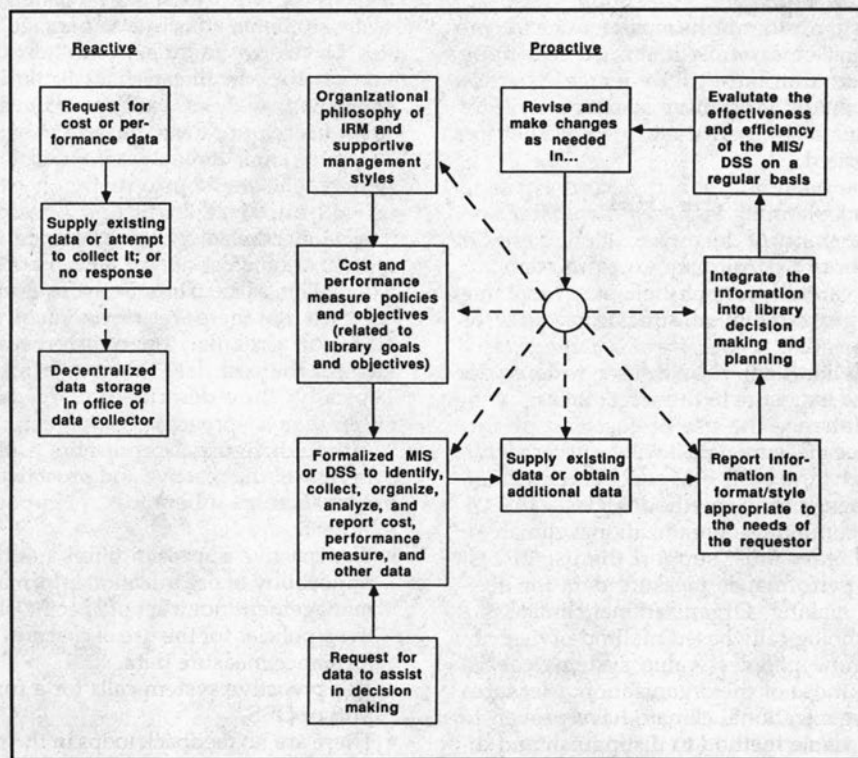 Reactive
Request for
cost or per-
formance data
Supply existing
data or attempt
to collect it; or
no response
Decentralized
data storage
in office of
data collector
Proactive
Organizational
philosophy of
IRM and
supportive
management
styles
Revise and
make changes
as needed
in...
Evalutate the
effectiveness
and efficiency
of the MIS/
DSS on a
regular basis
Cost and
performance
measure policies
and objectives
(related to
library goals
and objectives)
Integrate the
information
into library
decision making
and planning
Formalized MIS
or DSS to identify,
collect, organize,
analyze, and
report cost,
performance
measure, and
other data
Supply existing
data or obtain
additional data
Report information
in format/style
appropriate to
the needs of
the requestor
Request for
data to assist
in decision
making